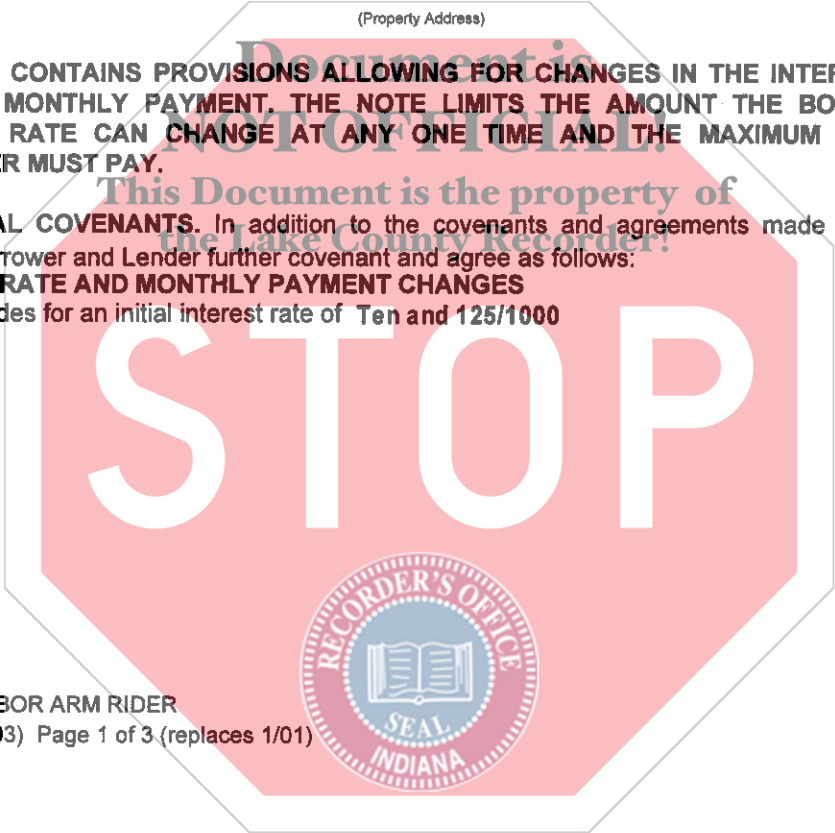 (Property Address)
Document is
CONTAINS PROVISIONS ALLOWING FOR CHANGES IN THE INTER
MONTHLY PAYMENT. THE NOTE LIMITS THE AMOUNT THE BO
NOT OFFICIAL!
RATE CAN CHANGE AT ANY ONE TIME AND THE MAXIMUM
R MUST PAY.
This Document is the property of
AL COVENANTS. In addition to the covenants and agreements made
the Lake County Recorder!
rower and Lender further covenant and agree as follows:
RATE AND MONTHLY PAYMENT CHANGES
des for an initial interest rate of Ten and 125/1000
STOP
RECORDER'S OFFICE
SEAL
INDIANA
BOR ARM RIDER
03) Page 1 of 3 (replaces 1/01)